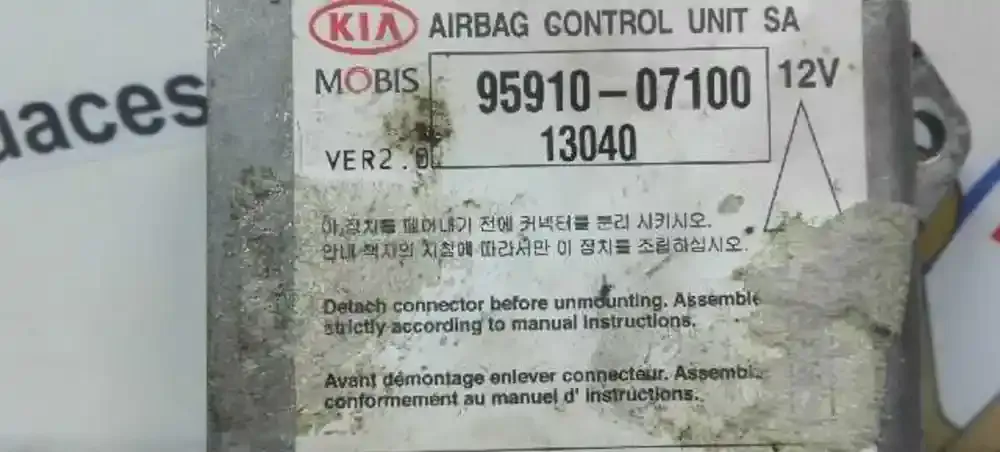 KIA AIRBAG CONTROL UNIT SA
MOBIS 95910-07100 12V
13040
VER2.0
이 장치를 떼어내기 전에 커넥터를 분리 시키시오.
안내 책자의 지침에 따라서만 이 장치를 조립하십시오.
Detach connector before unmounting. Assemble
strictly according to manual Instructions.
Avant démontage enlever connecteur. Assembl
conformement au manuel d' instructions.
uaces